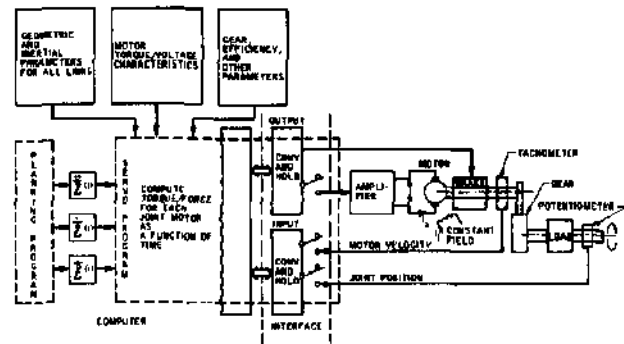 GEOMETRIC
AND
INERTIAL
PARAMETERS
FOR ALL LINKS
MOTOR
TORQUE/VOLTAGE
CHARACTERISTICS
GEAR,
EFFICIENCY,
AND
OTHER
PARAMETERS
OUTPUT
CONV
AND
HOLD
PLANNING PROGRAM
SERVO PROGRAM
COMPUTE
TORQUE/FORCE
FOR EACH
JOINT MOTOR
AS
A FUNCTION OF
TIME
AMPLI-
FIER
MOTOR
BRAKE
TACHOMETER
GEAR
POTENTIOMETER
LOAD
CONSTANT
FIELD
INPUT
CONV
AND
HOLD
MOTOR VELOCITY
JOINT POSITION
COMPUTER
INTERFACE